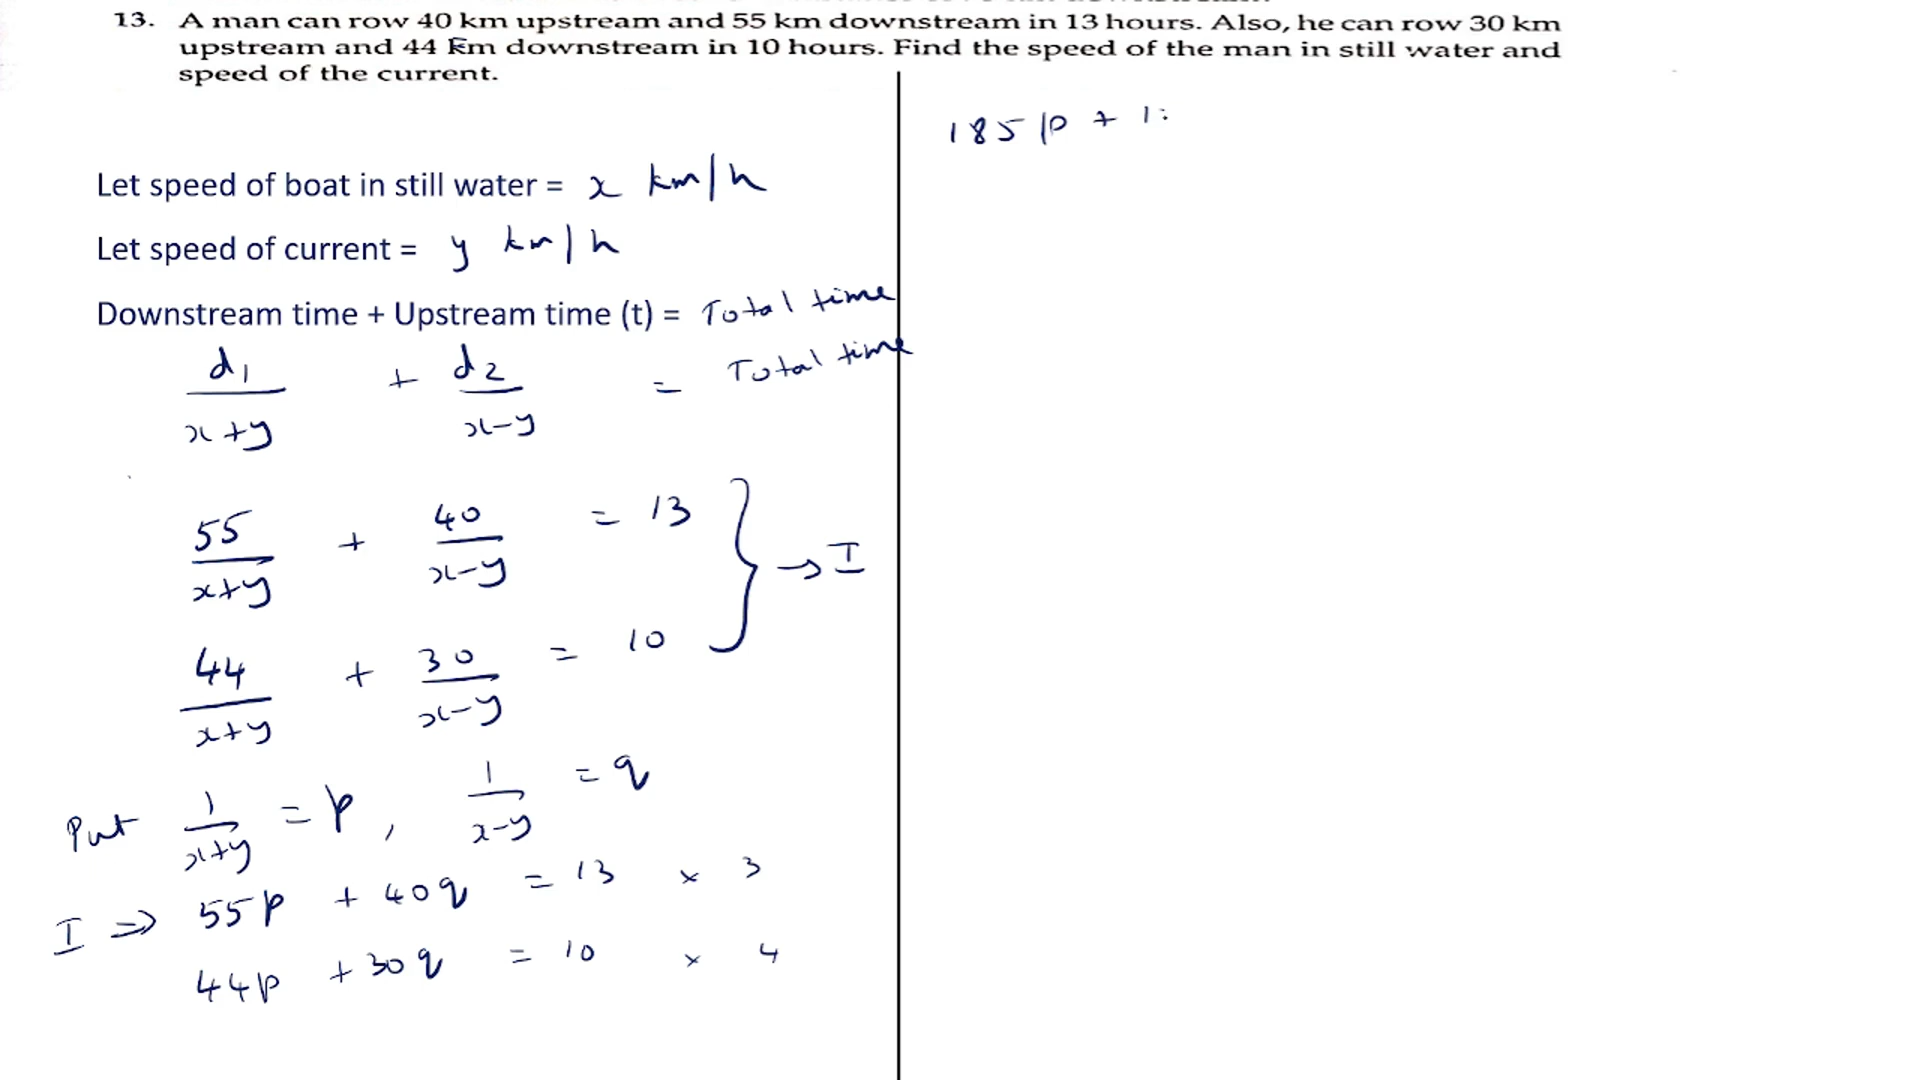 13. A man can row 40 km upstream and 55 km downstream in 13 hours. Also, he can row 30 km
upstream and 44 km downstream in 10 hours. Find the speed of the man in still water and
speed of the current.
Let speed of boat in still water = x km/h
Let speed of current = y km/h
Downstream time + Upstream time (t) = Total time
d1/(x+y) + d2/(x-y) = Total time
55/(x+y) + 40/(x-y) = 13
→ I
44/(x+y) + 30/(x-y) = 10
Put 1/(x+y) = p, 1/(x-y) = q
I ⇒ 55p + 40q = 13 × 3
44p + 30q = 10 × 4
185p + 1